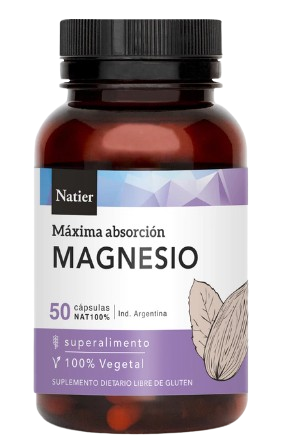 Natier
Máxima absorción
MAGNESIO
50 cápsulas
NAT100%
Ind. Argentina
superalimento
100% Vegetal
SUPLEMENTO DIETARIO LIBRE DE GLUTEN